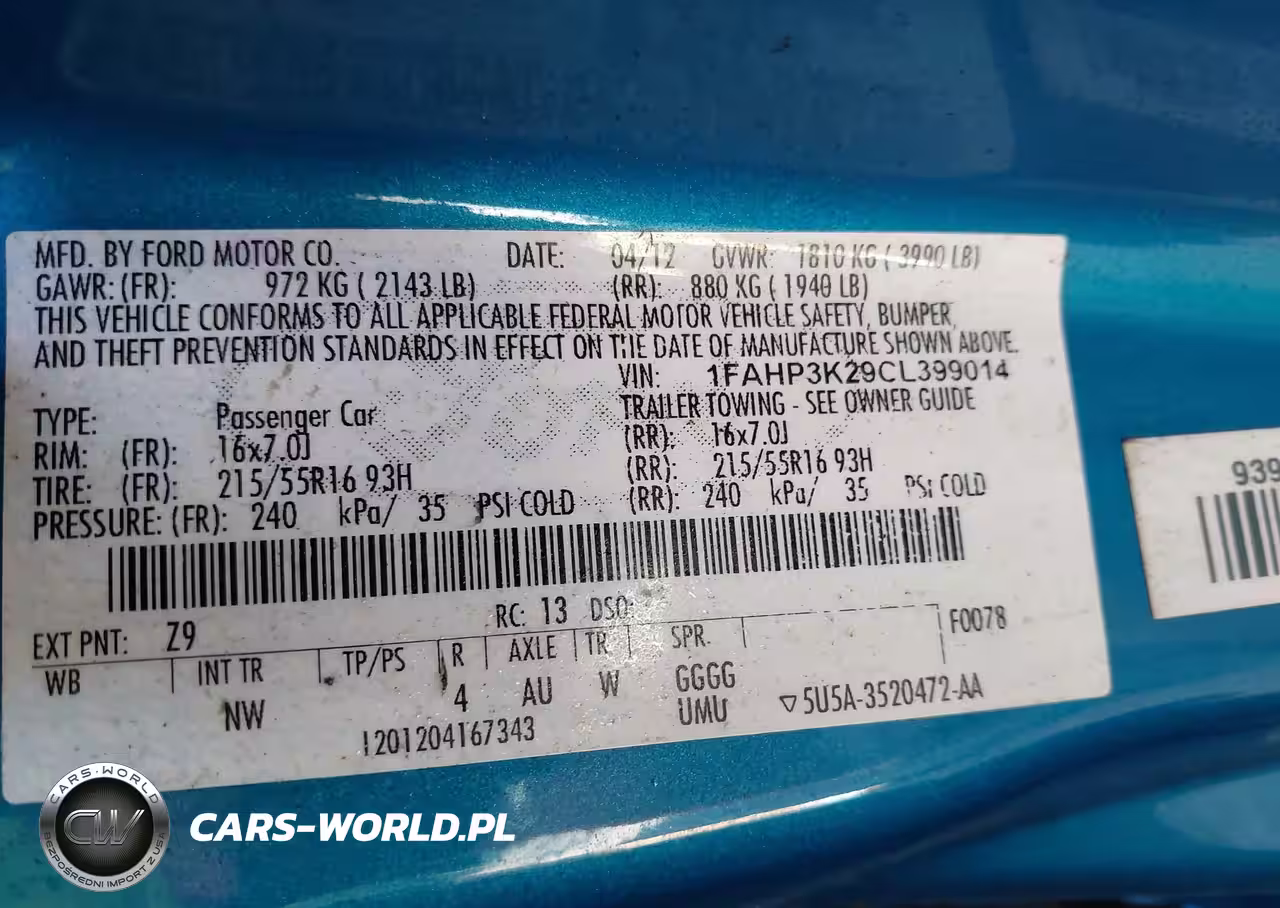 MFD. BY FORD MOTOR CO. DATE: 04/12 GVWR: 1810 KG ( 3990 LB)
GAWR: (FR): 972 KG ( 2143 LB) (RR): 880 KG ( 1940 LB)
THIS VEHICLE CONFORMS TO ALL APPLICABLE FEDERAL MOTOR VEHICLE SAFETY, BUMPER,
AND THEFT PREVENTION STANDARDS IN EFFECT ON THE DATE OF MANUFACTURE SHOWN ABOVE.
VIN: 1FAHP3K29CL399014
TYPE: Passenger Car TRAILER TOWING - SEE OWNER GUIDE
RIM: (FR): 16x7.0J (RR): 16x7.0J
TIRE: (FR): 215/55R16 93H (RR): 215/55R16 93H
PRESSURE: (FR): 240 kPa/ 35 PSI COLD (RR): 240 kPa/ 35 PSI COLD
939
RC: 13 DSO:
EXT PNT: Z9 F0078
WB INT TR TP/PS R AXLE TR SPR.
NW 4 AU W GGGG
UMU ▽ 5U5A-3520472-AA
1201204167343
CARS-WORLD
CW
BEZPOŚREDNI IMPORT Z USA
CARS-WORLD.PL